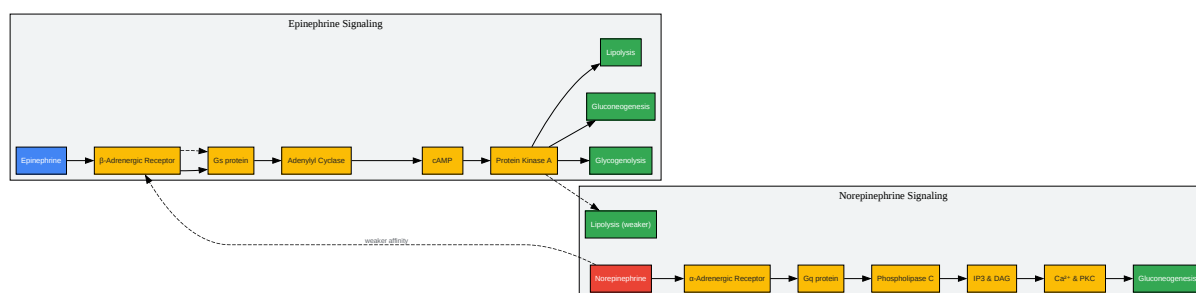 Epinephrine Signaling
Lipolysis
Gluconeogenesis
Epinephrine
β-Adrenergic Receptor
Gs protein
Adenylyl Cyclase
cAMP
Protein Kinase A
Glycogenolysis
Norepinephrine Signaling
Lipolysis (weaker)
weaker affinity
Norepinephrine
α-Adrenergic Receptor
Gq protein
Phospholipase C
IP3 & DAG
Ca²⁺ & PKC
Gluconeogenesis